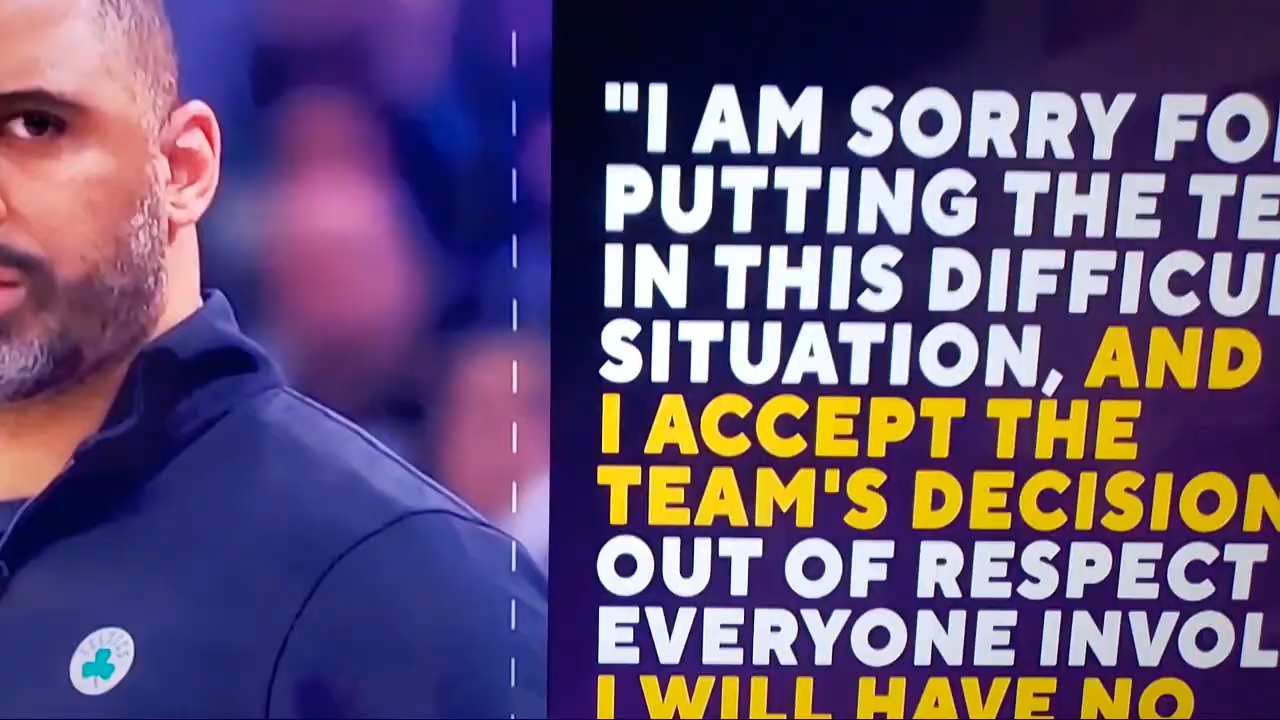 "I AM SORRY FO
PUTTING THE TE
IN THIS DIFFICU
SITUATION, AND
I ACCEPT THE
TEAM'S DECISION
OUT OF RESPECT
EVERYONE INVOL
I WILL HAVE NO
CELTICS